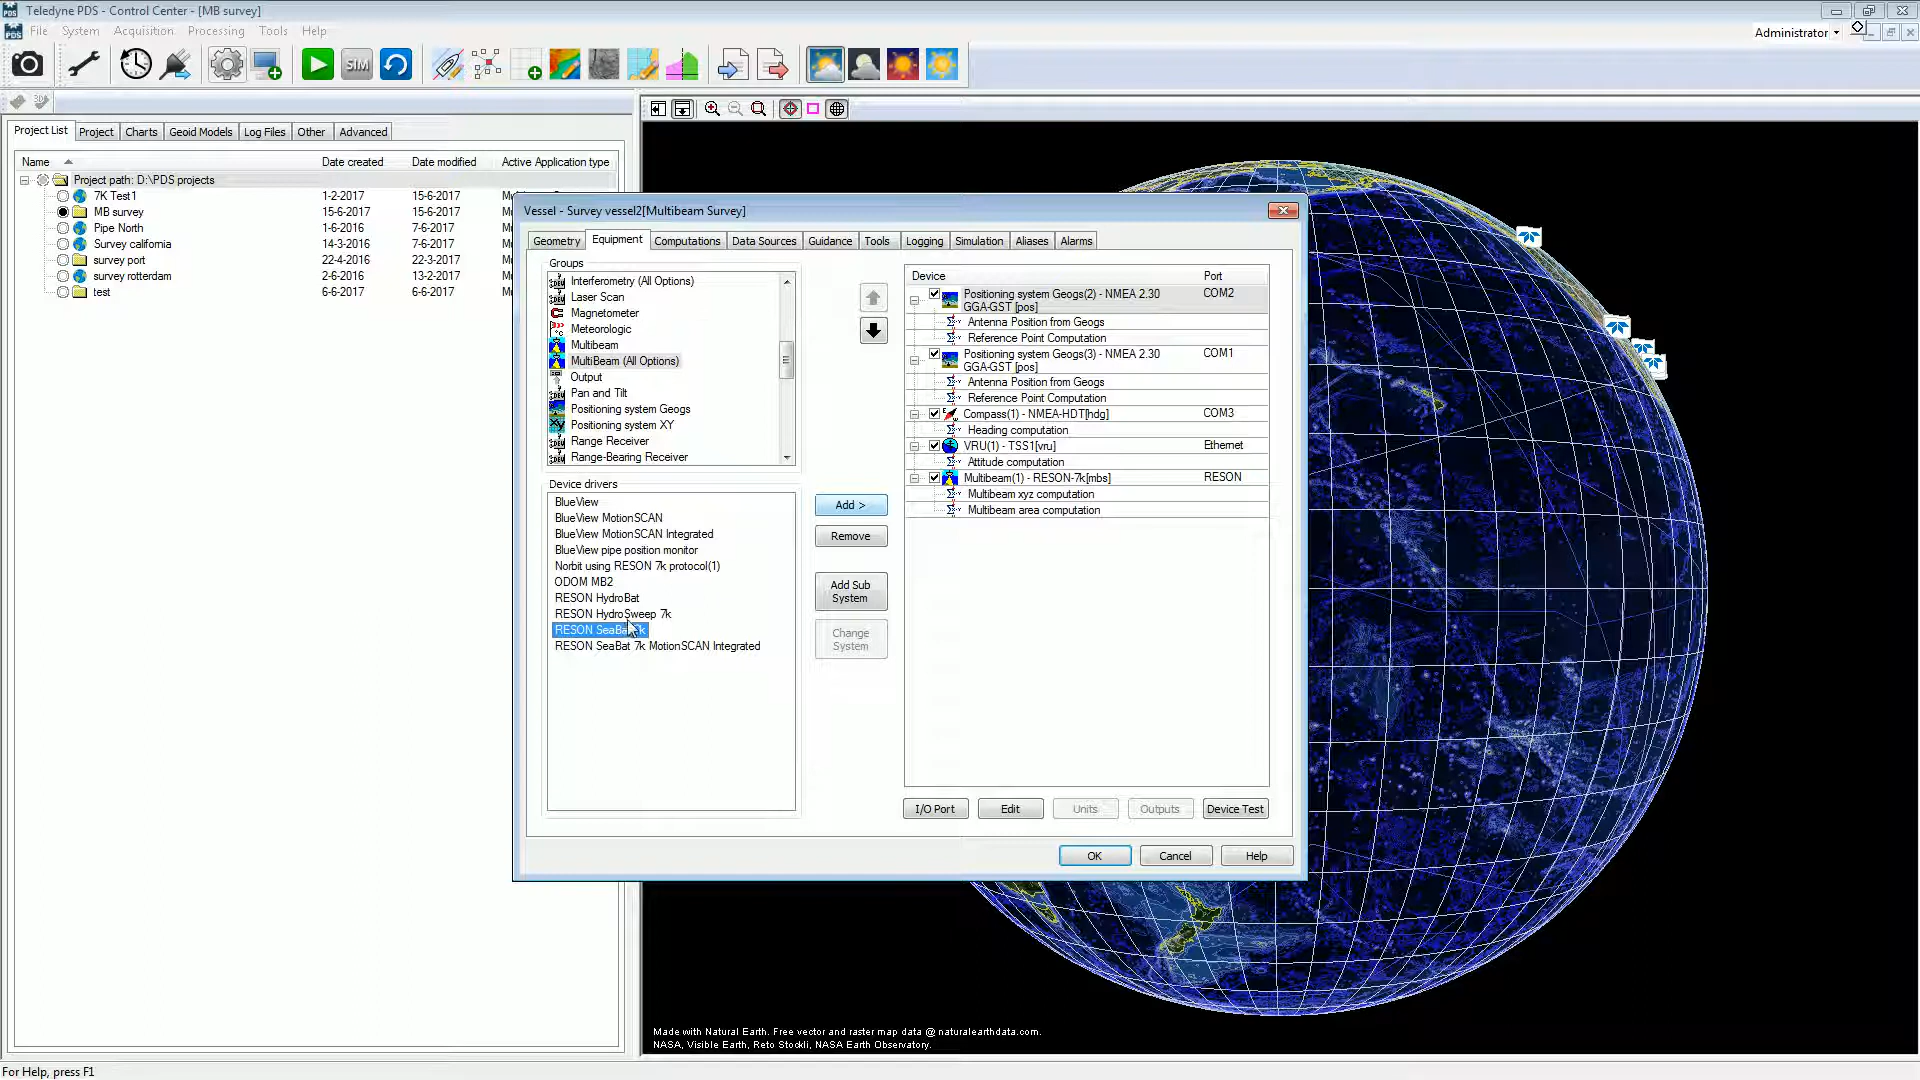 Teledyne PDS - Control Center - [MB survey]
File System Acquisition Processing Tools Help
Administrator
SIM
Project List Project Charts Geoid Models Log Files Other Advanced
Name Date created Date modified Active Application type
Project path: D:\PDS projects
7K Test1 1-2-2017 15-6-2017
MB survey 15-6-2017 15-6-2017
Pipe North 1-6-2016 7-6-2017
Survey california 14-3-2016 7-6-2017
survey port 22-4-2016 22-3-2017
survey rotterdam 2-6-2016 13-2-2017
test 6-6-2017 6-6-2017
Vessel - Survey vessel2[Multibeam Survey]
Geometry Equipment Computations Data Sources Guidance Tools Logging Simulation Aliases Alarms
Groups
Interferometry (All Options)
Laser Scan
Magnetometer
Meteorologic
Multibeam
MultiBeam (All Options)
Output
Pan and Tilt
Positioning system Geogs
Positioning system XY
Range Receiver
Range-Bearing Receiver
Device drivers
BlueView
BlueView MotionSCAN
BlueView MotionSCAN Integrated
BlueView pipe position monitor
Norbit using RESON 7k protocol(1)
ODOM MB2
RESON HydroBat
RESON HydroSweep 7k
RESON SeaBat 7k
RESON SeaBat 7k MotionSCAN Integrated
Add >
Remove
Add Sub
System
Change
System
Device Port
Positioning system Geogs(2) - NMEA 2.30 COM2
GGA-GST [pos]
Antenna Position from Geogs
Reference Point Computation
Positioning system Geogs(3) - NMEA 2.30 COM1
GGA-GST [pos]
Antenna Position from Geogs
Reference Point Computation
Compass(1) - NMEA-HDT[hdg] COM3
Heading computation
VRU(1) - TSS1[vru] Ethernet
Attitude computation
Multibeam(1) - RESON-7k[mbs] RESON
Multibeam xyz computation
Multibeam area computation
I/O Port Edit Units Outputs Device Test
OK Cancel Help
Made with Natural Earth. Free vector and raster map data @ naturalearthdata.com.
NASA, Visible Earth, Reto Stockli, NASA Earth Observatory.
For Help, press F1